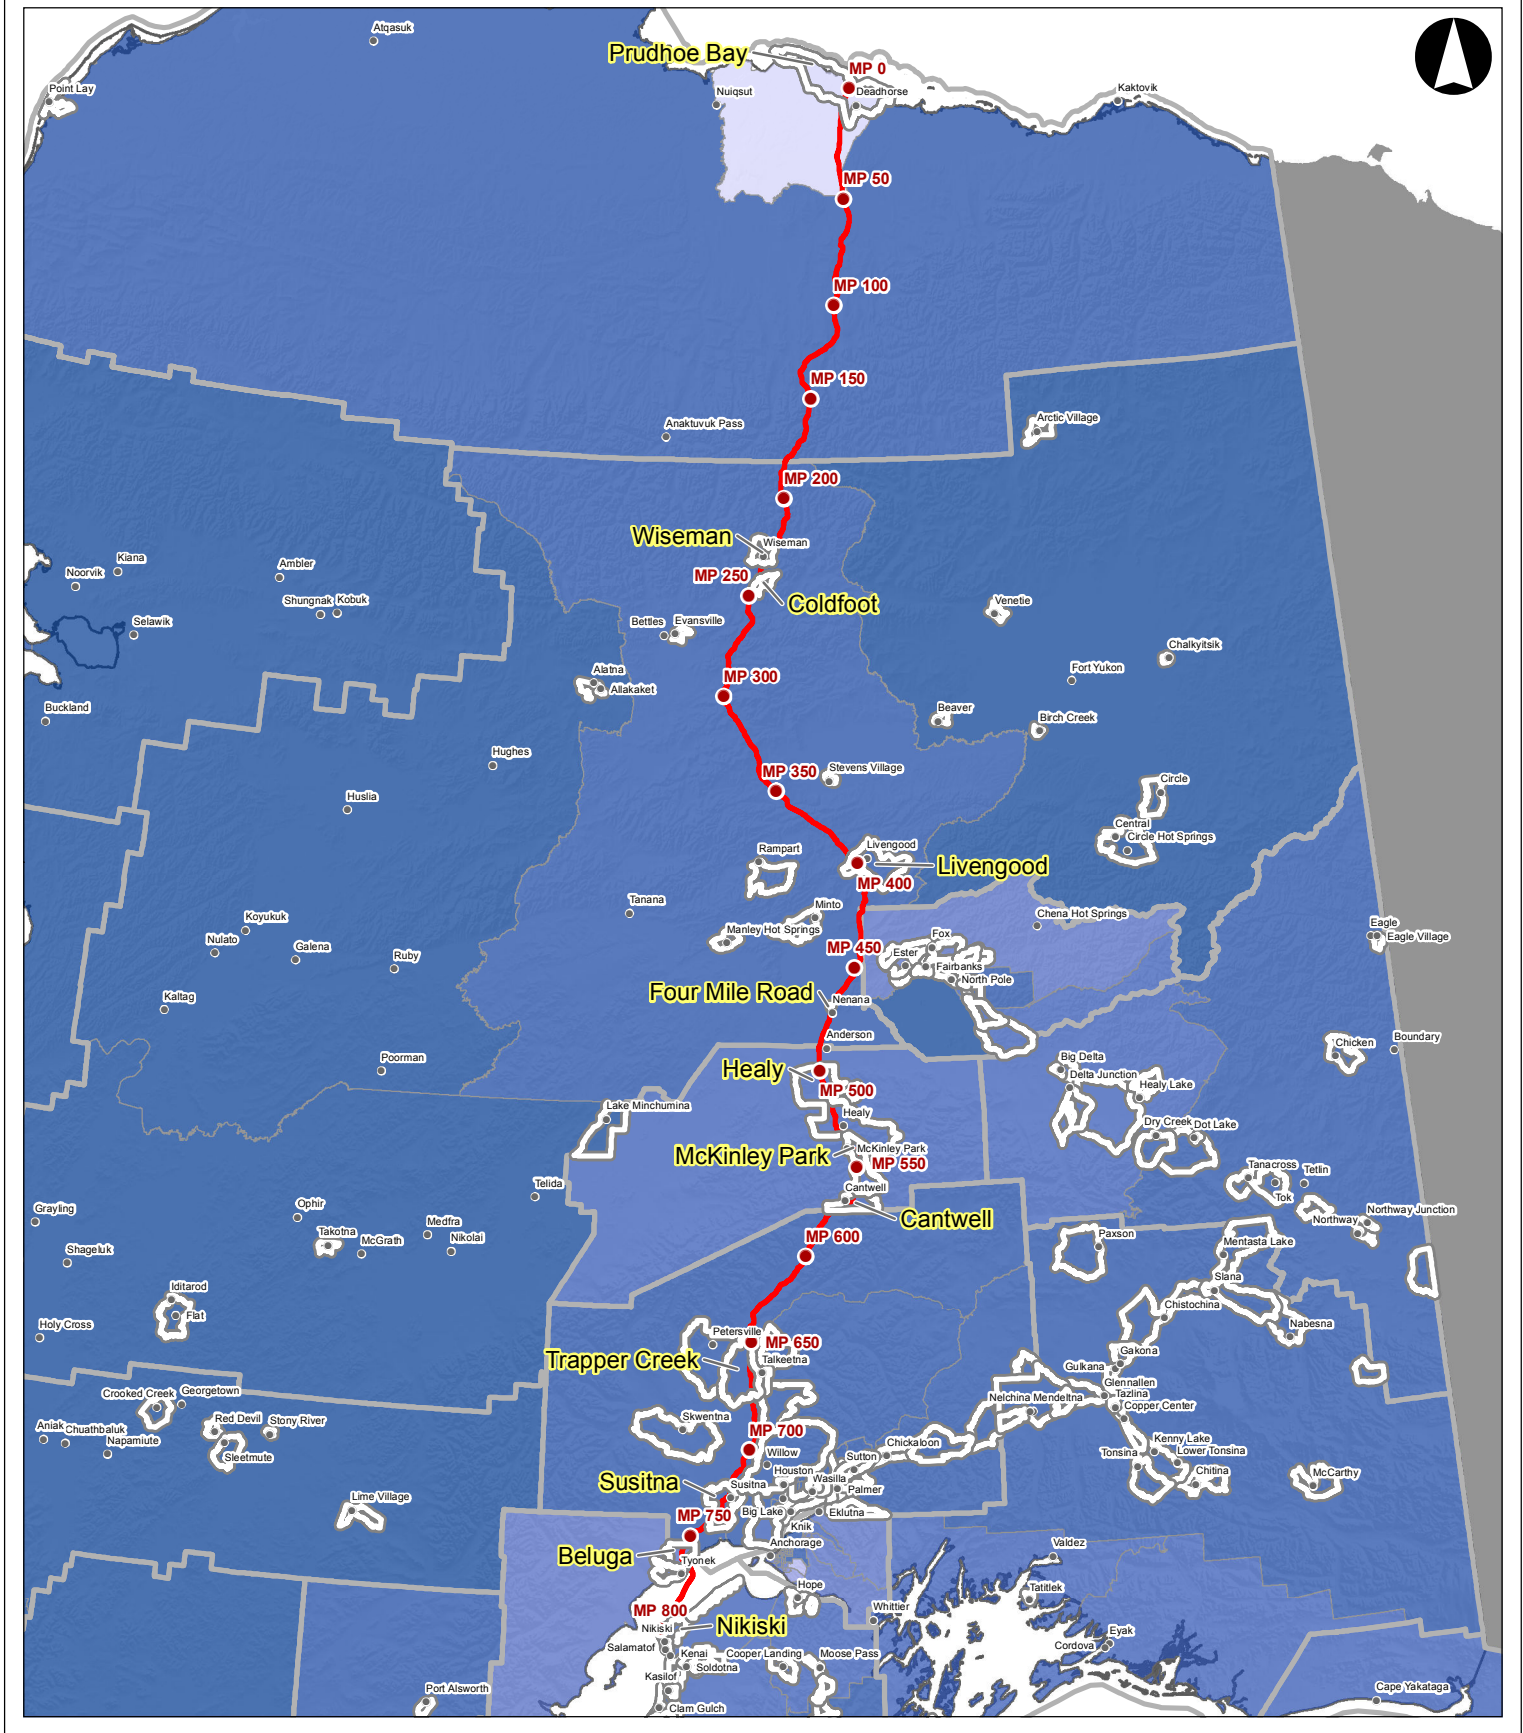 Atqasuk
Prudhoe Bay
MP 0
Point Lay
Nuiqsut
Deadhorse
Kaktovik
MP 50
MP 100
MP 150
Anaktuvuk Pass
Arctic Village
MP 200
Wiseman
Wiseman
Kiana
Noorvik
Ambler
MP 250
Coldfoot
Shungnak
Kobuk
Venetie
Selawik
Bettles
Evansville
Chalkyitsik
Alatna
Allakaket
MP 300
Fort Yukon
Buckland
Beaver
Birch Creek
Hughes
MP 350
Stevens Village
Circle
Huslia
Central
Circle Hot Springs
Rampart
Livengood
Livengood
MP 400
Tanana
Minto
Chena Hot Springs
Koyukuk
Manley Hot Springs
Fox
Eagle
Eagle Village
Nulato
Galena
Ruby
MP 450
Ester
Fairbanks
North Pole
Kaltag
Four Mile Road
Nenana
Anderson
Chicken
Boundary
Poorman
Healy
Big Delta
Delta Junction
MP 500
Healy Lake
Lake Minchumina
Healy
Dry Creek
Dot Lake
McKinley Park
McKinley Park
MP 550
Tanacross
Tetlin
Telida
Cantwell
Tok
Grayling
Ophir
Cantwell
Northway Junction
Northway
Medfra
Takotna
McGrath
Nikolai
MP 600
Paxson
Mentasta Lake
Shageluk
Slana
Iditarod
Flat
Chistochina
Holy Cross
Petersville
MP 650
Nabesna
Trapper Creek
Talkeetna
Gakona
Gulkana
Glennallen
Crooked Creek
Georgetown
Nelchina
Mendeltna
Tazlina
Copper Center
Aniak
Chuathbaluk
Napamiute
Red Devil
Stony River
Skwentna
MP 700
Sleetmute
Willow
Chickaloon
Kenny Lake
Tonsina
Lower Tonsina
Sutton
Houston
Wasilla
Chitina
McCarthy
Susitna
Susitna
Palmer
Lime Village
MP 750
Big Lake
Eklutna
Knik
Beluga
Anchorage
Valdez
Tyonek
Hope
Tatitlek
MP 800
Whittier
Nikiski
Nikiski
Eyak
Salamatof
Cordova
Kenai
Cooper Landing
Moose Pass
Soldotna
Kasilof
Port Alsworth
Cape Yakataga
Clam Gulch